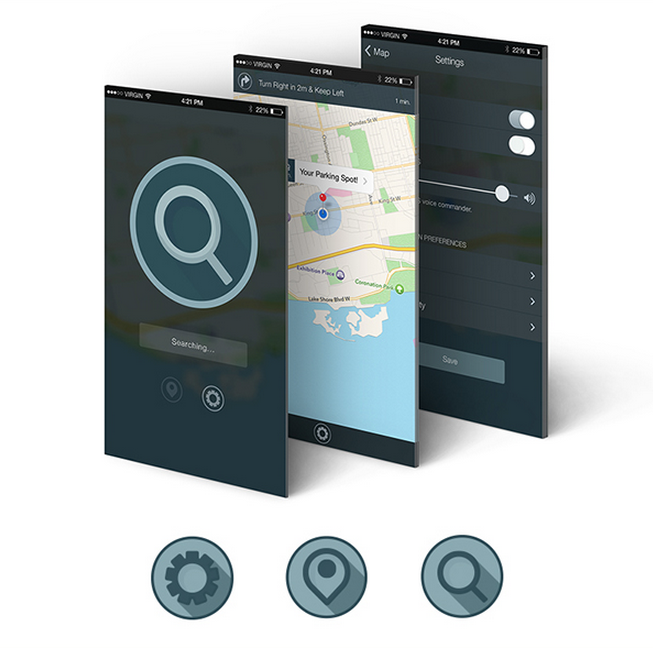 VIRGIN
4:21 PM
22%
Searching...
VIRGIN
4:21 PM
22%
Turn Right in 2m & Keep Left
1 min.
Dundas St W
Your Parking Spot!
King St W
King St W
Exhibition Place
Coronation Park
Lake Shore Blvd W
VIRGIN
4:21 PM
22%
Map
Settings
voice commander.
PREFERENCES
Save